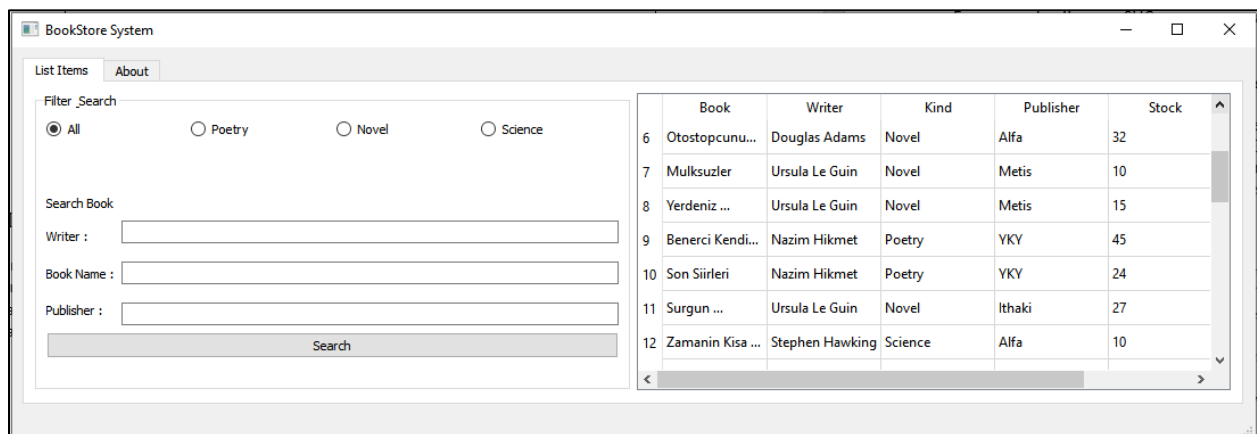 BookStore System
List Items About
Filter_Search
All Poetry Novel Science
Search Book
Writer :
Book Name :
Publisher :
Search
Book Writer Kind Publisher Stock
6 Otostopcunu... Douglas Adams Novel Alfa 32
7 Mulksuzler Ursula Le Guin Novel Metis 10
8 Yerdeniz ... Ursula Le Guin Novel Metis 15
9 Benerci Kendi... Nazim Hikmet Poetry YKY 45
10 Son Siirleri Nazim Hikmet Poetry YKY 24
11 Surgun ... Ursula Le Guin Novel Ithaki 27
12 Zamanin Kisa ... Stephen Hawking Science Alfa 10